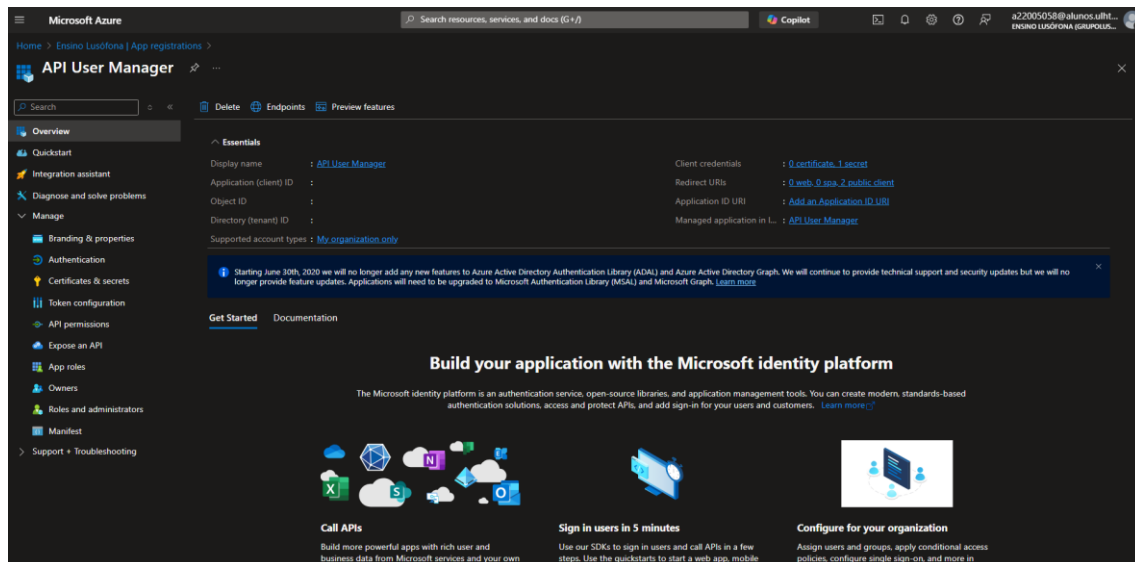 Microsoft Azure
Search resources, services, and docs (G+/)
Copilot
a22005058@alunos.ulht...
ENSINO LUSÓFONA (GRUPOLUS...
Home > Ensino Lusófona | App registrations >
API User Manager
Search
Delete Endpoints Preview features
Overview
Quickstart
Integration assistant
Diagnose and solve problems
Manage
Branding & properties
Authentication
Certificates & secrets
Token configuration
API permissions
Expose an API
App roles
Owners
Roles and administrators
Manifest
Support + Troubleshooting
Essentials
Display name : API User Manager
Application (client) ID :
Object ID :
Directory (tenant) ID :
Supported account types : My organization only
Client credentials : 0 certificate, 1 secret
Redirect URIs : 0 web, 0 spa, 2 public client
Application ID URI : Add an Application ID URI
Managed application in l... : API User Manager
Starting June 30th, 2020 we will no longer add any new features to Azure Active Directory Authentication Library (ADAL) and Azure Active Directory Graph. We will continue to provide technical support and security updates but we will no
longer provide feature updates. Applications will need to be upgraded to Microsoft Authentication Library (MSAL) and Microsoft Graph. Learn more
Get Started Documentation
Build your application with the Microsoft identity platform
The Microsoft identity platform is an authentication service, open-source libraries, and application management tools. You can create modern, standards-based
authentication solutions, access and protect APIs, and add sign-in for your users and customers. Learn more
Call APIs
Build more powerful apps with rich user and
business data from Microsoft services and your own
Sign in users in 5 minutes
Use our SDKs to sign in users and call APIs in a few
steps. Use the quickstarts to start a web app, mobile
Configure for your organization
Assign users and groups, apply conditional access
policies, configure single sign-on, and more in